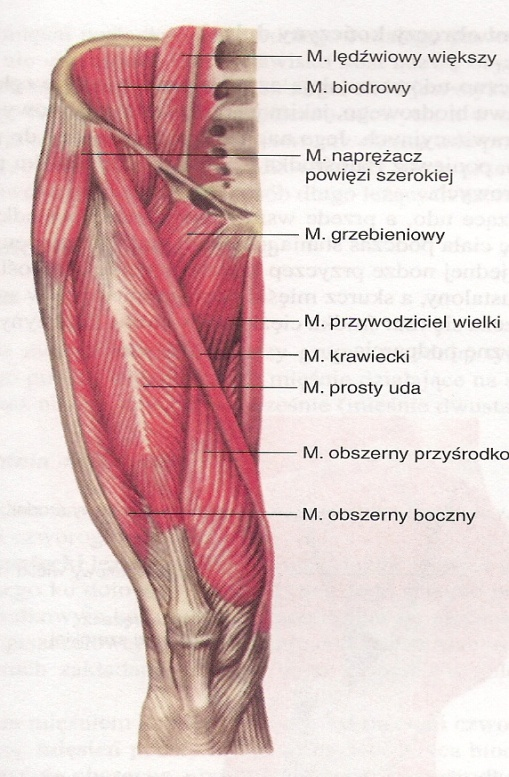 M. lędźwiowy większy
M. biodrowy
M. naprężacz
powięzi szerokiej
M. grzebieniowy
M. przywodziciel wielki
M. krawiecki
M. prosty uda
M. obszerny przyśrodko
M. obszerny boczny